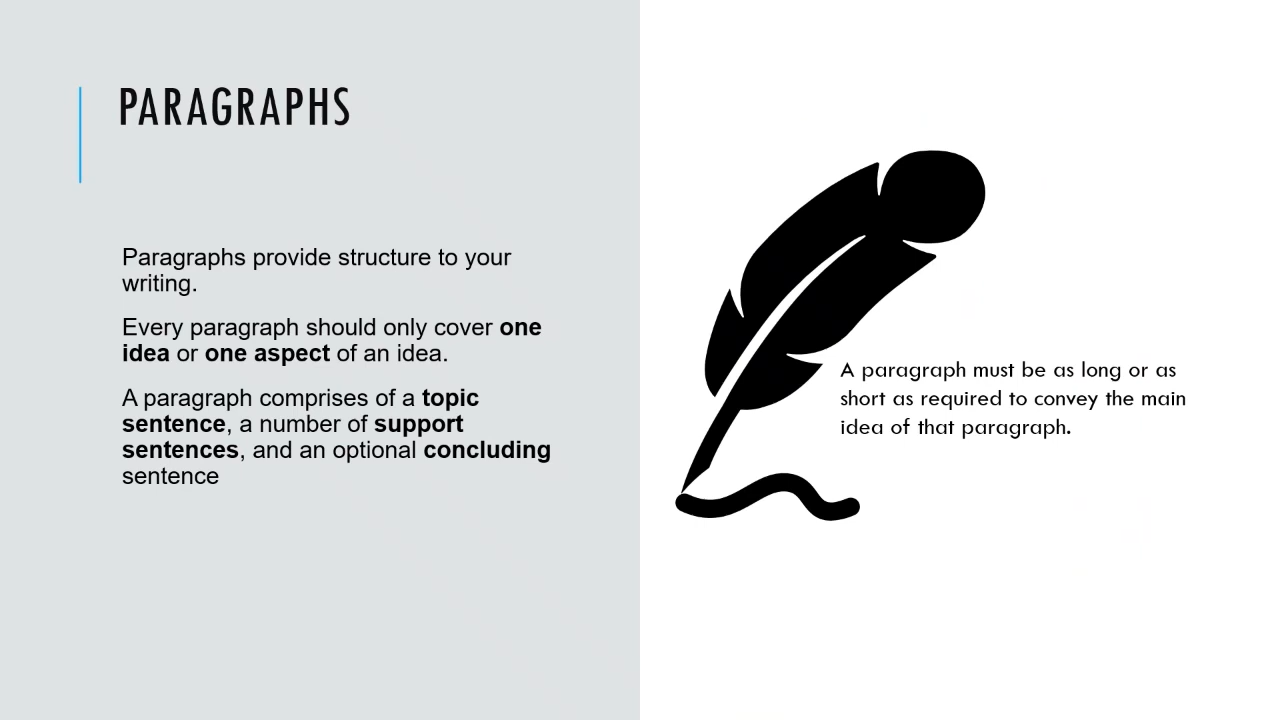 PARAGRAPHS
Paragraphs provide structure to your
writing.
Every paragraph should only cover one
idea or one aspect of an idea.
A paragraph comprises of a topic
sentence, a number of support
sentences, and an optional concluding
sentence
A paragraph must be as long or as
short as required to convey the main
idea of that paragraph.